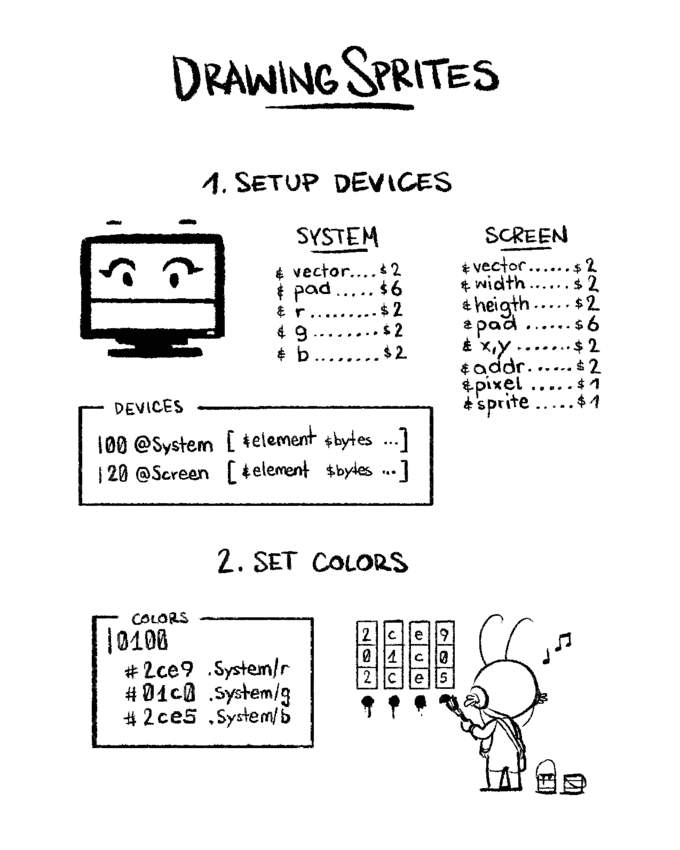 DRAWING SPRITES
1. SETUP DEVICES
SYSTEM
& vector.... $2
& pad ..... $6
& r ......... $2
& g ........ $2
& b ........ $2
SCREEN
& vector...... $2
& width ...... $2
& heigth ..... $2
& pad ...... $6
& x,y ....... $2
& addr....... $2
& pixel ..... $1
& sprite ..... $1
DEVICES
|00 @System [ &element $bytes ...]
|20 @Screen [ &element $bytes ...]
2. SET COLORS
COLORS
|0100
#2ce9 .System/r
#01c0 .System/g
#2ce5 .System/b
2 c e 9
0 1 c 0
2 c e 5